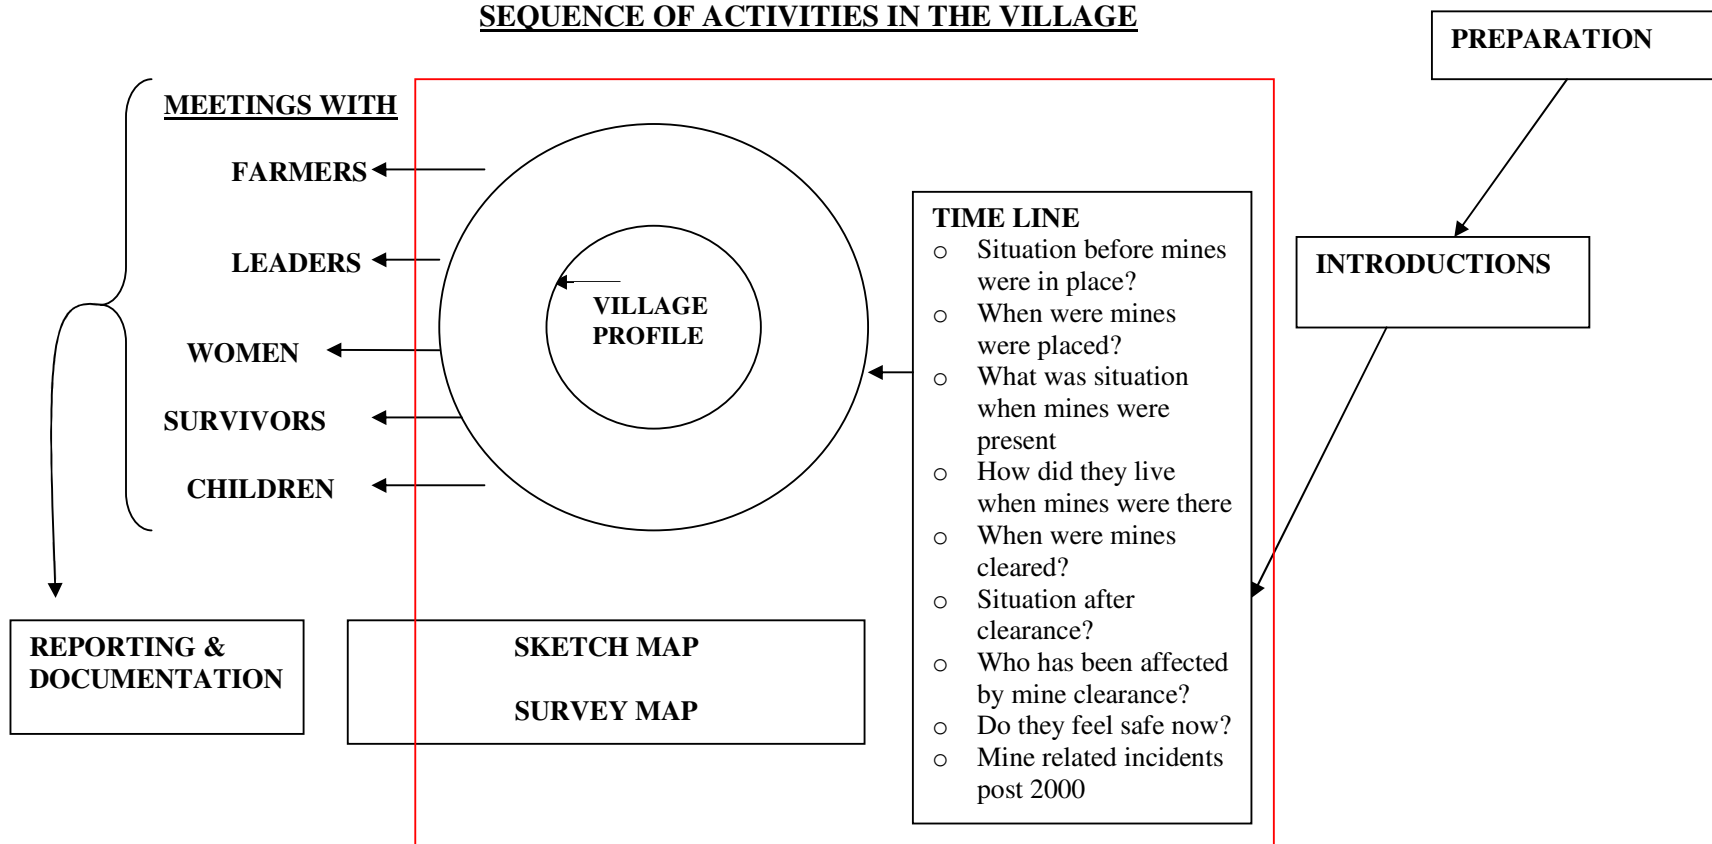 SEQUENCE OF ACTIVITIES IN THE VILLAGE
PREPARATION
INTRODUCTIONS
TIME LINE
o Situation before mines
were in place?
o When were mines
were placed?
o What was situation
when mines were
present
o How did they live
when mines were there
o When were mines
cleared?
o Situation after
clearance?
o Who has been affected
by mine clearance?
o Do they feel safe now?
o Mine related incidents
post 2000
VILLAGE
PROFILE
MEETINGS WITH
FARMERS
LEADERS
WOMEN
SURVIVORS
CHILDREN
REPORTING &
DOCUMENTATION
SKETCH MAP
SURVEY MAP